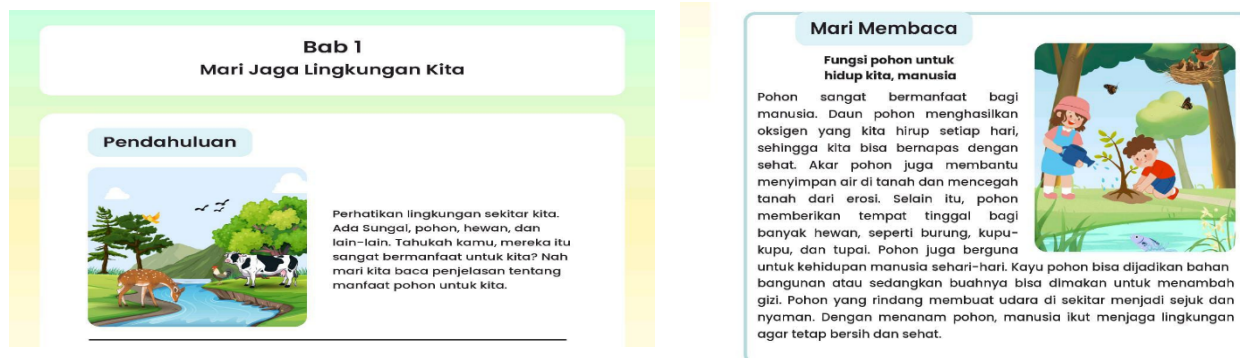 Bab 1
Mari Jaga Lingkungan Kita
Pendahuluan
Perhatikan lingkungan sekitar kita.
Ada Sungai, pohon, hewan, dan
lain-lain. Tahukah kamu, mereka itu
sangat bermanfaat untuk kita? Nah
mari kita baca penjelasan tentang
manfaat pohon untuk kita.
Mari Membaca
Fungsi pohon untuk
hidup kita, manusia
Pohon sangat bermanfaat bagi
manusia. Daun pohon menghasilkan
oksigen yang kita hirup setiap hari,
sehingga kita bisa bernapas dengan
sehat. Akar pohon juga membantu
menyimpan air di tanah dan mencegah
tanah dari erosi. Selain itu, pohon
memberikan tempat tinggal bagi
banyak hewan, seperti burung, kupu-
kupu, dan tupai. Pohon juga berguna
untuk kehidupan manusia sehari-hari. Kayu pohon bisa dijadikan bahan
bangunan atau sedangkan buahnya bisa dimakan untuk menambah
gizi. Pohon yang rindang membuat udara di sekitar menjadi sejuk dan
nyaman. Dengan menanam pohon, manusia ikut menjaga lingkungan
agar tetap bersih dan sehat.